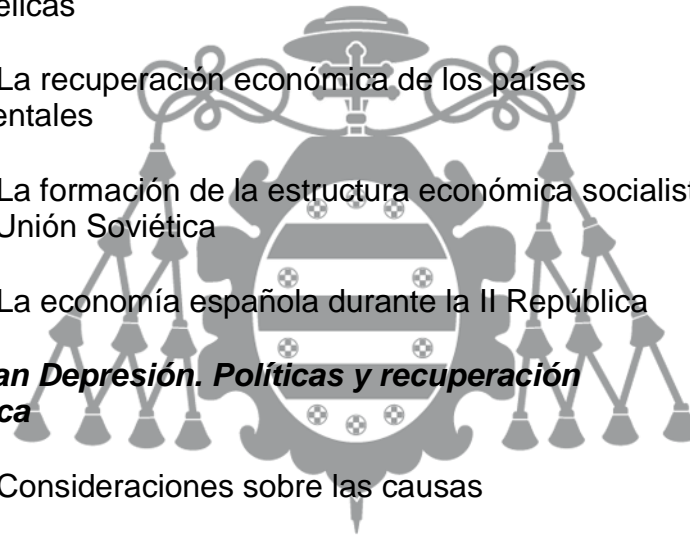 élicas
La recuperación económica de los países
entales
La formación de la estructura económica socialist
Unión Soviética
La economía española durante la II República
an Depresión. Políticas y recuperación
ca
Consideraciones sobre las causas